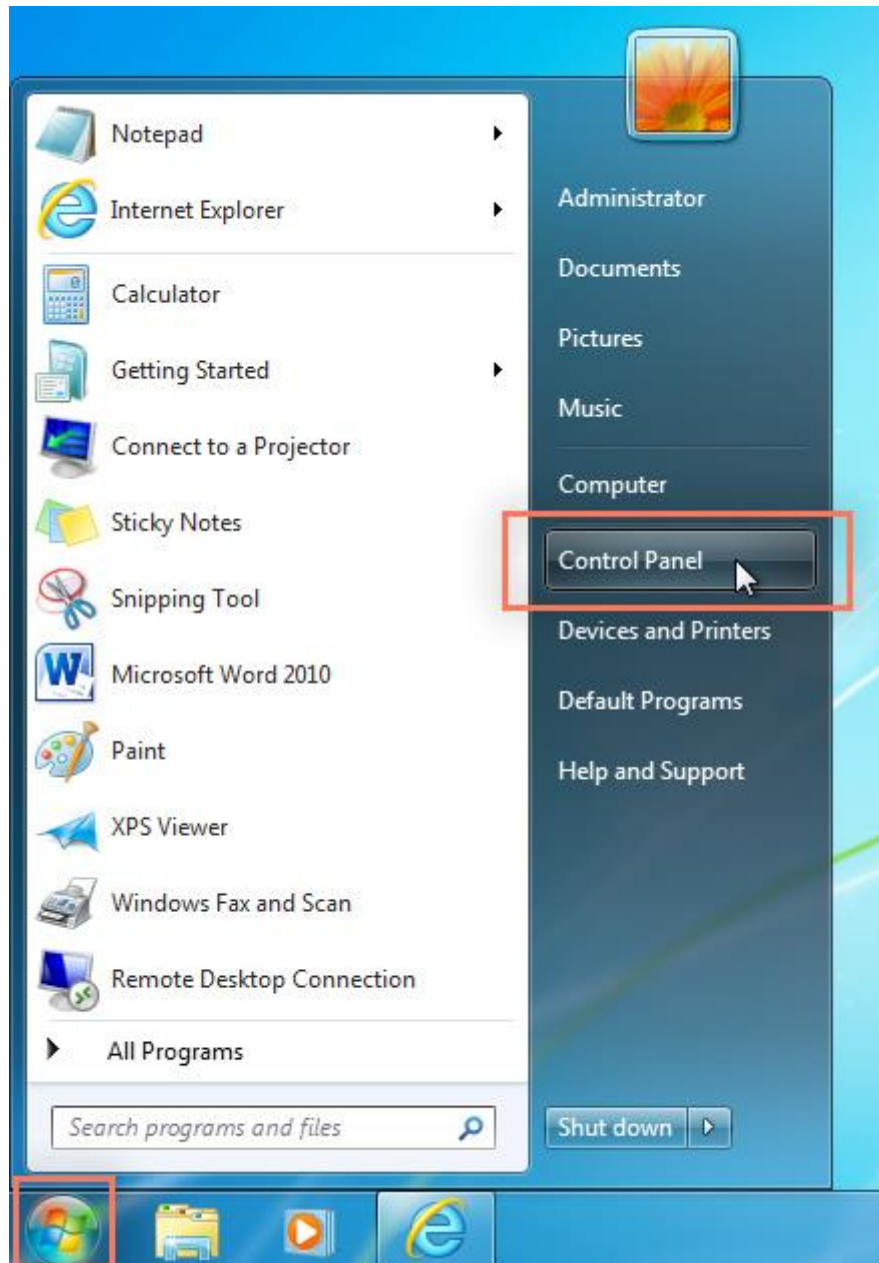 Notepad
Internet Explorer
Calculator
Getting Started
Connect to a Projector
Sticky Notes
Snipping Tool
Microsoft Word 2010
Paint
XPS Viewer
Windows Fax and Scan
Remote Desktop Connection
All Programs
Search programs and files
Administrator
Documents
Pictures
Music
Computer
Control Panel
Devices and Printers
Default Programs
Help and Support
Shut down